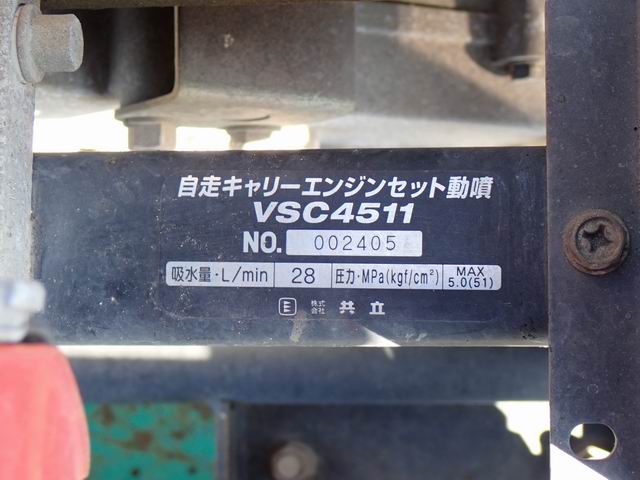 自走キャリーエンジンセット動噴
VSC4511
NO. 002405
吸水量・L/min 28 圧力・MPa(kgf/cm²) MAX 5.0(51)
株式会社 共立